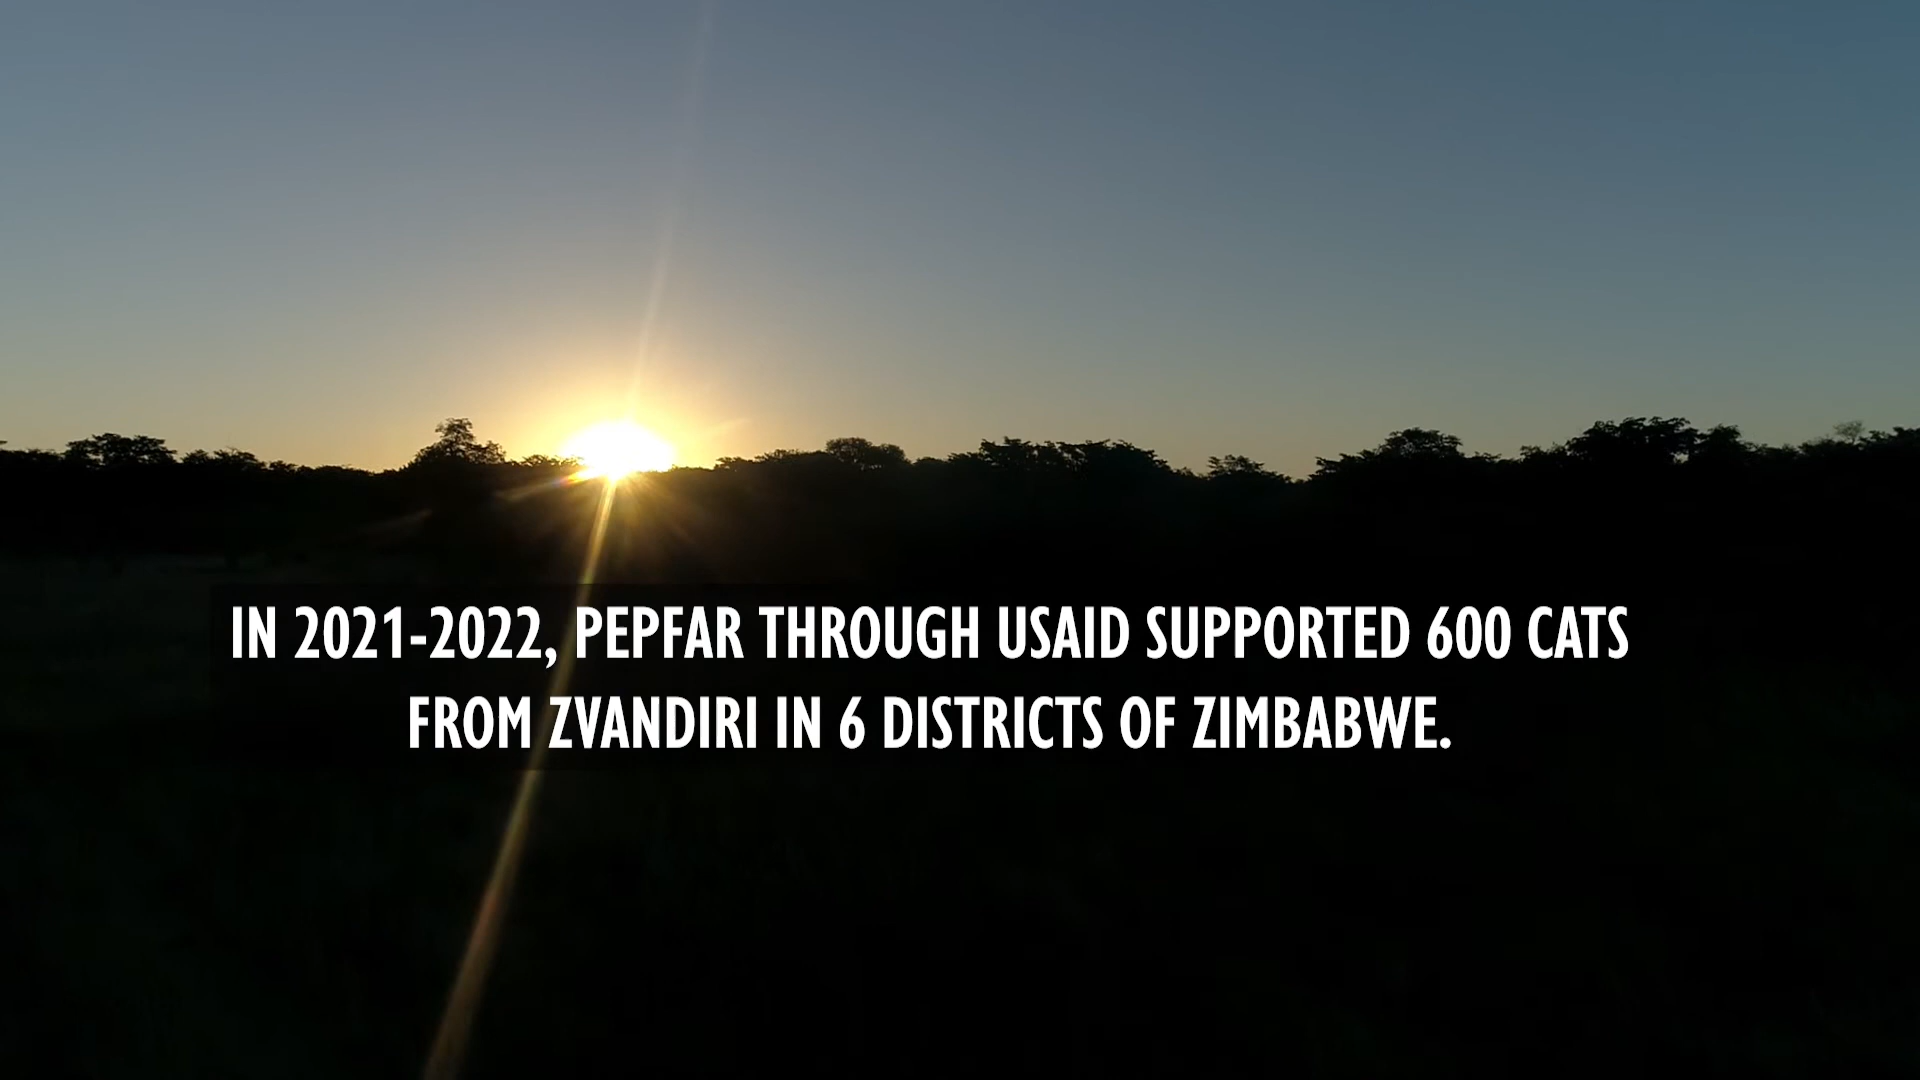 IN 2021-2022, PEPFAR THROUGH USAID SUPPORTED 600 CATS
FROM ZVANDIRI IN 6 DISTRICTS OF ZIMBABWE.